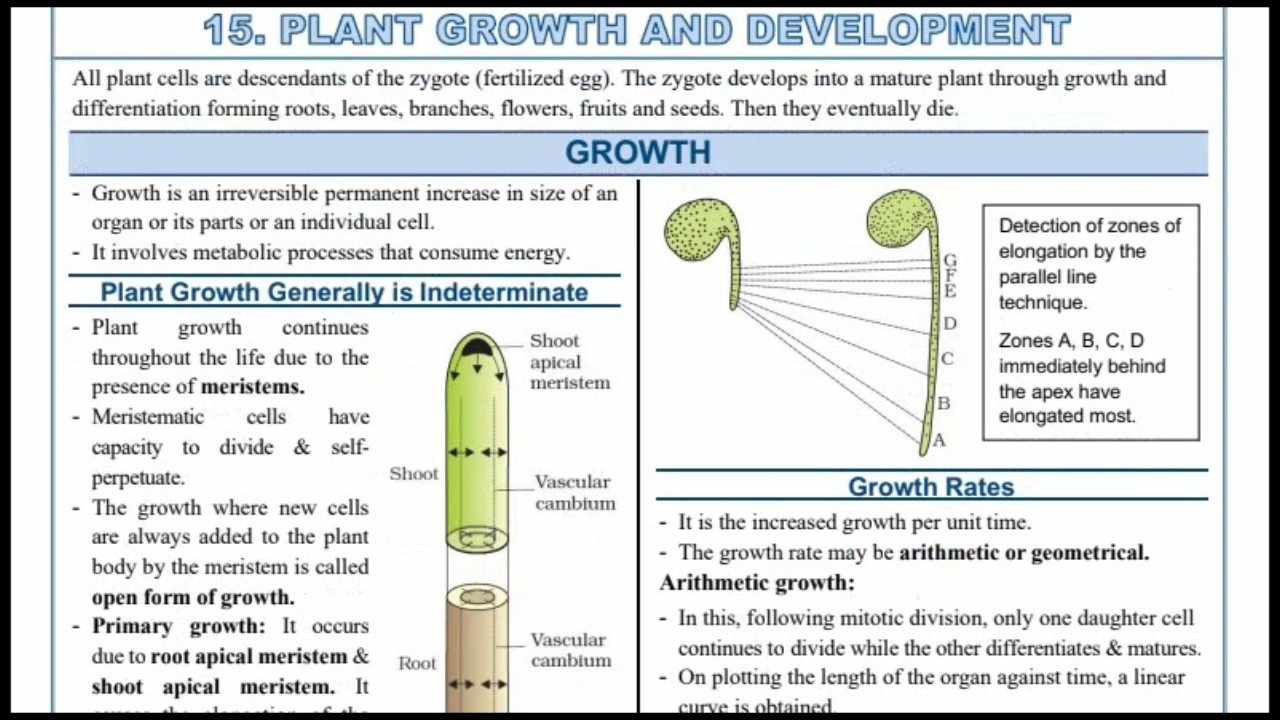 15. PLANT GROWTH AND DEVELOPMENT
All plant cells are descendants of the zygote (fertilized egg). The zygote develops into a mature plant through growth and
differentiation forming roots, leaves, branches, flowers, fruits and seeds. Then they eventually die.
GROWTH
- Growth is an irreversible permanent increase in size of an
organ or its parts or an individual cell.
- It involves metabolic processes that consume energy.
Plant Growth Generally is Indeterminate
- Plant growth continues
throughout the life due to the
presence of meristems.
- Meristematic cells have
capacity to divide & self-
perpetuate.
- The growth where new cells
are always added to the plant
body by the meristem is called
open form of growth.
- Primary growth: It occurs
due to root apical meristem &
shoot apical meristem. It
causes the elongation of the
Shoot
apical
meristem
Shoot
Vascular
cambium
Vascular
cambium
Root
G
F
E
D
C
B
A
Detection of zones of
elongation by the
parallel line
technique.
Zones A, B, C, D
immediately behind
the apex have
elongated most.
Growth Rates
- It is the increased growth per unit time.
- The growth rate may be arithmetic or geometrical.
Arithmetic growth:
- In this, following mitotic division, only one daughter cell
continues to divide while the other differentiates & matures.
- On plotting the length of the organ against time, a linear
curve is obtained.